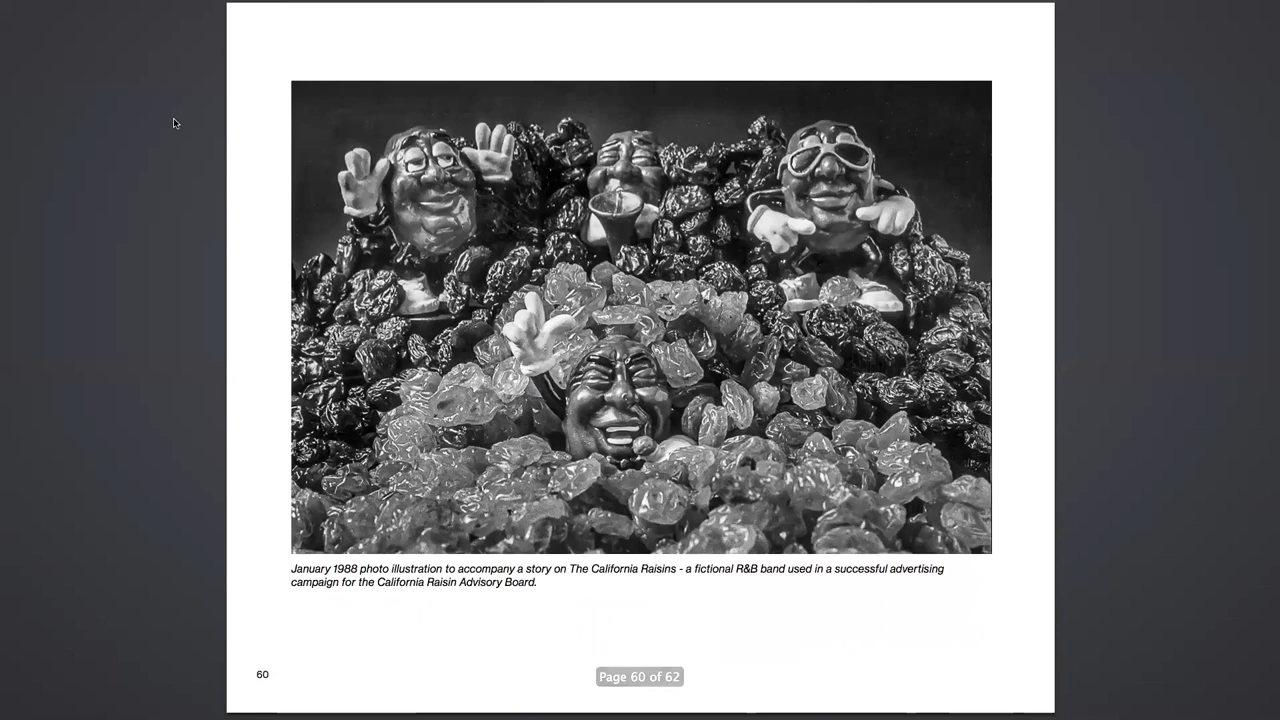 January 1988 photo illustration to accompany a story on The California Raisins - a fictional R&B band used in a successful advertising
campaign for the California Raisin Advisory Board.
60
Page 60 of 62